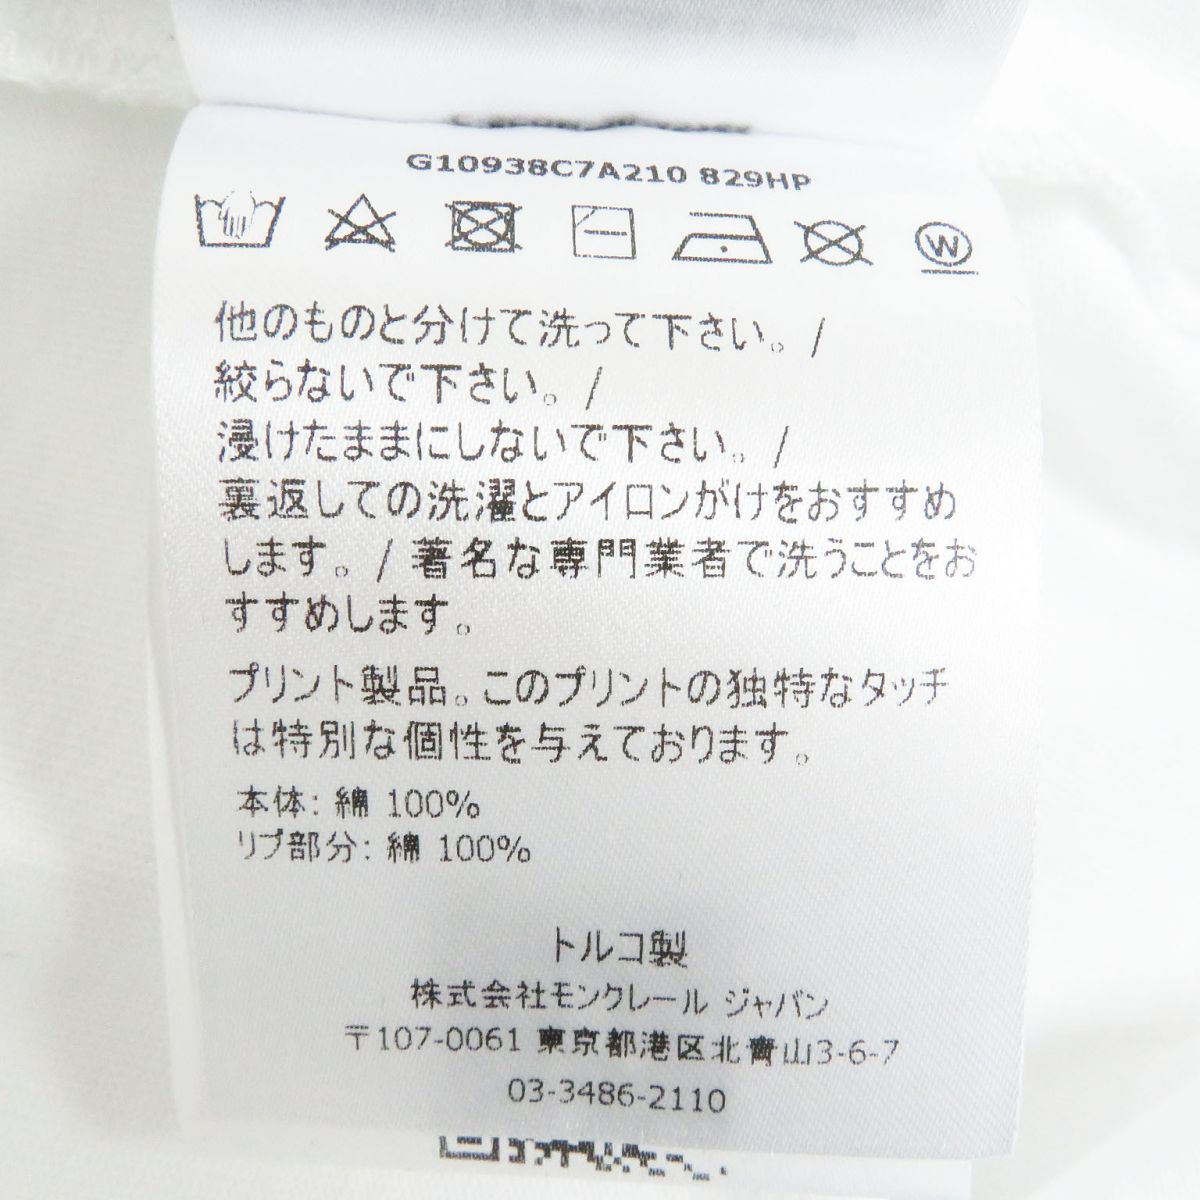 G10938C7A210 829HP
W
他のものと分けて洗って下さい。/
絞らないで下さい。/
浸けたままにしないで下さい。/
裏返しての洗濯とアイロンがけをおすすめ
します。/ 著名な専門業者で洗うことをお
すすめします。
プリント製品。このプリントの独特なタッチ
は特別な個性を与えております。
本体: 綿 100%
リブ部分: 綿 100%
トルコ製
株式会社モンクレール ジャパン
〒107-0061 東京都港区北青山3-6-7
03-3486-2110